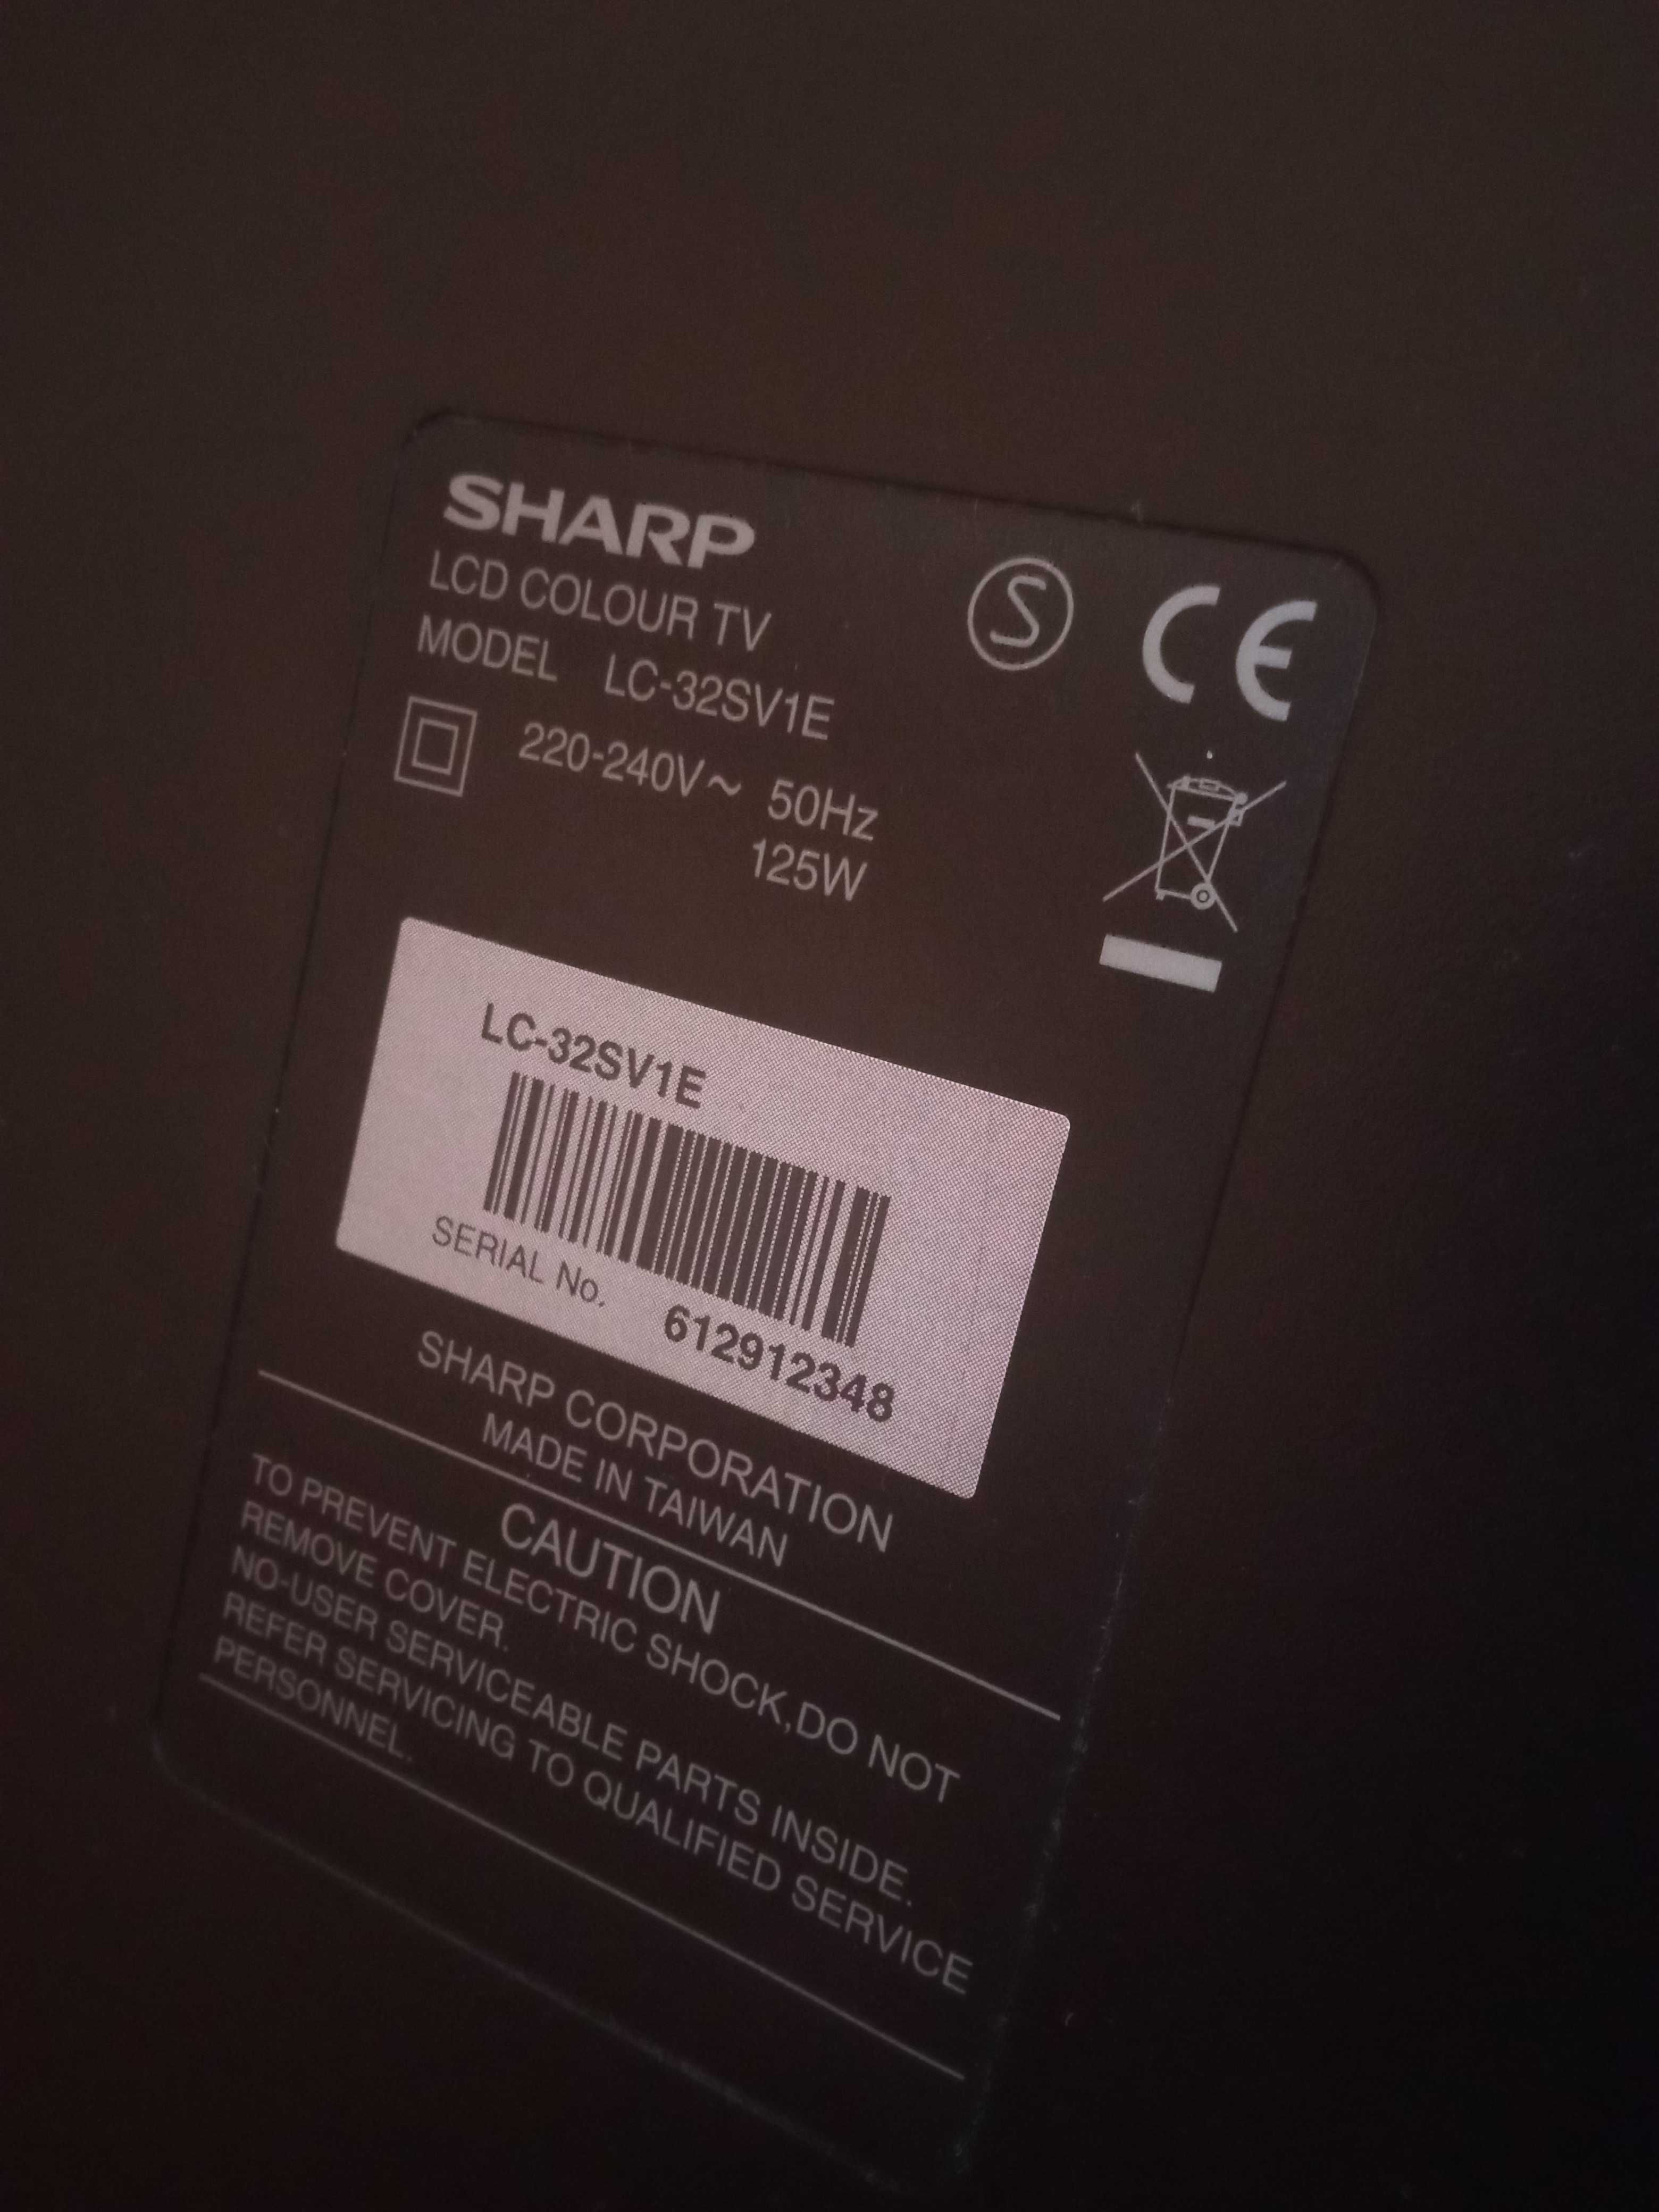 SHARP
LCD COLOUR TV
MODEL LC-32SV1E
220-240V~ 50Hz
125W
S CE
LC-32SV1E
SERIAL No. 612912348
SHARP CORPORATION
MADE IN TAIWAN
CAUTION
TO PREVENT ELECTRIC SHOCK,DO NOT
REMOVE COVER.
NO-USER SERVICEABLE PARTS INSIDE.
REFER SERVICING TO QUALIFIED SERVICE
PERSONNEL.